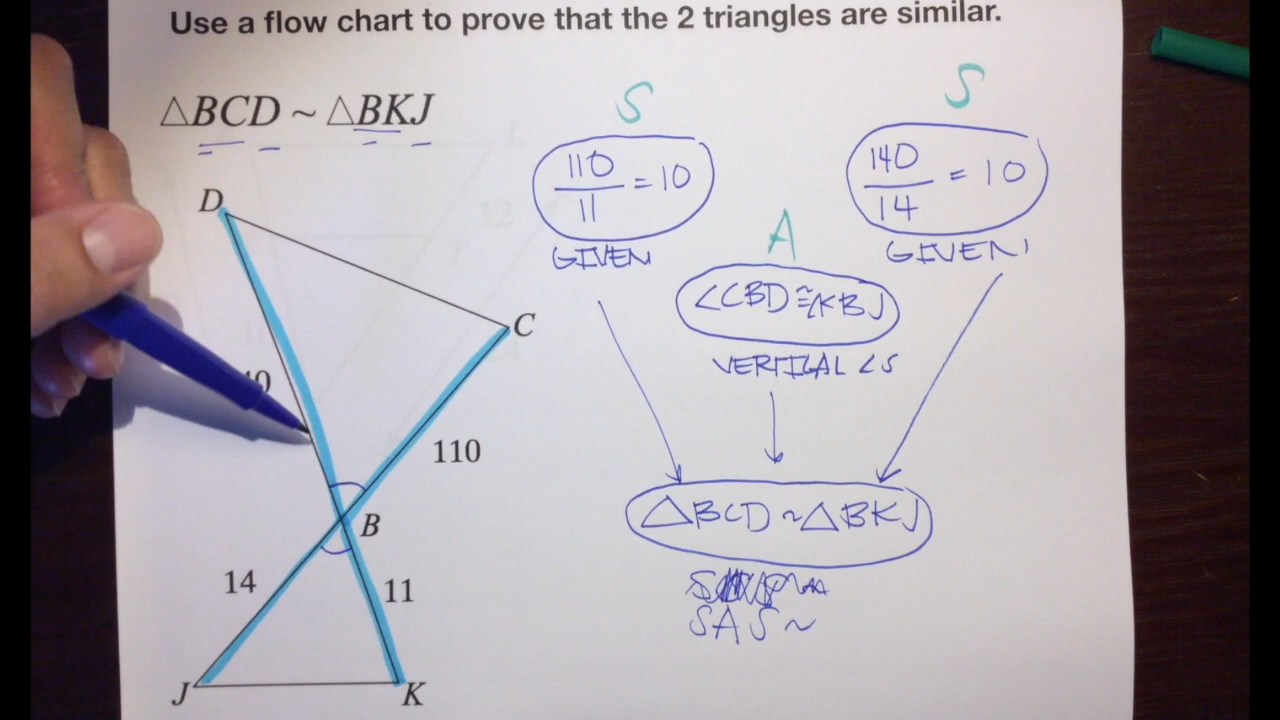 Use a flow chart to prove that the 2 triangles are similar.
△BCD ~ △BKJ
S
S
110
11
= 10
GIVEN
140
14
= 10
GIVEN
A
∠CBD≅∠KBJ
VERTICAL ∠S
△BCD ~ △BKJ
SAS ~
D
C
110
B
14
11
J
K